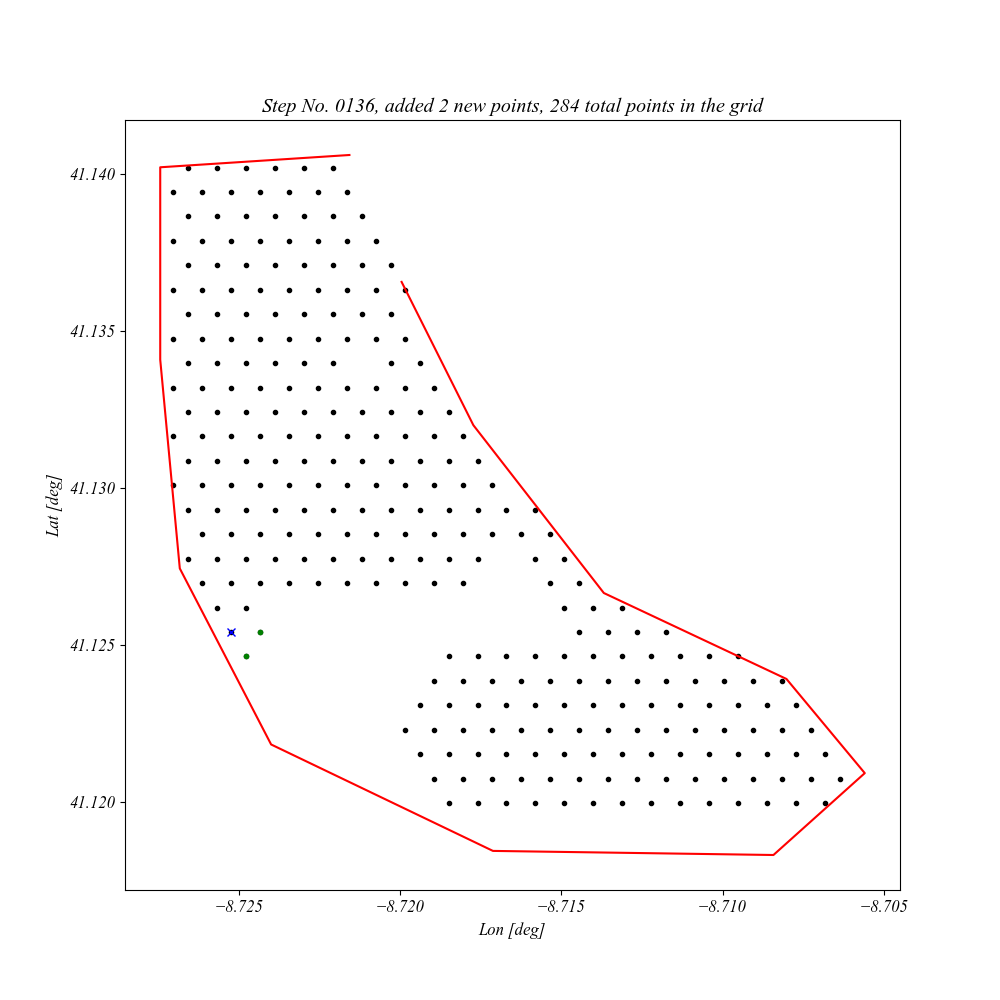 Step No. 0136, added 2 new points, 284 total points in the grid
41.140
41.135
41.130
41.125
41.120
Lat [deg]
−8.725 −8.720 −8.715 −8.710 −8.705
Lon [deg]